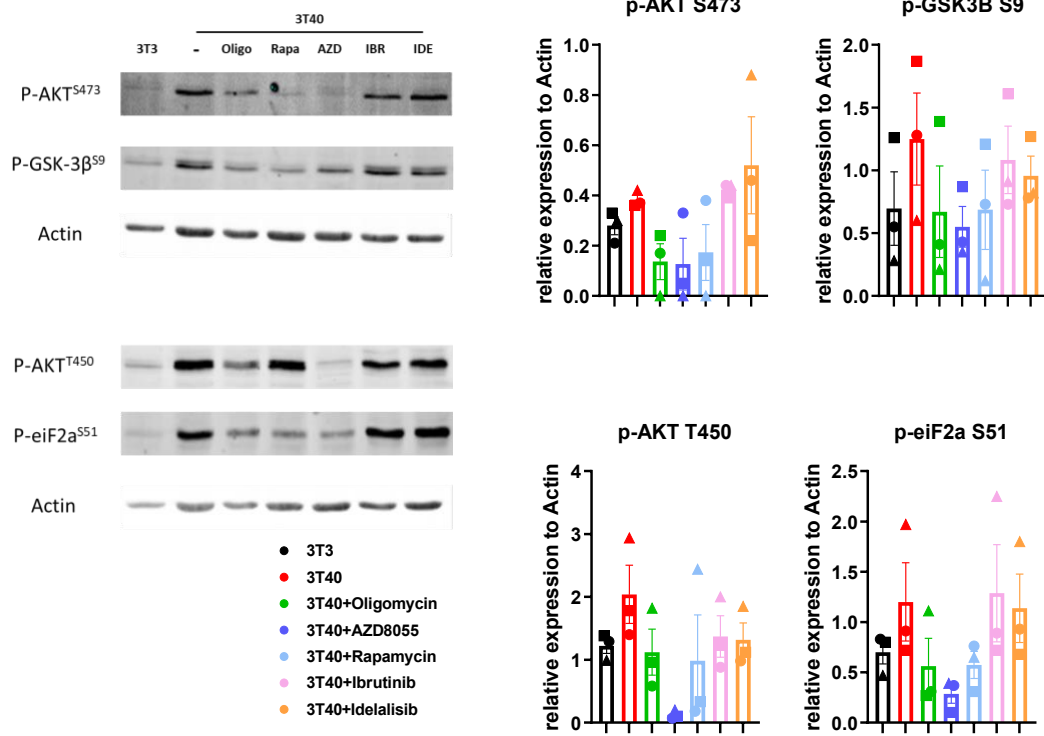 3T40
3T3 - Oligo Rapa AZD IBR IDE
P-AKTS473
P-GSK-3βS9
Actin
P-AKTT450
P-eiF2aS51
Actin
3T3
3T40
3T40+Oligomycin
3T40+AZD8055
3T40+Rapamycin
3T40+Ibrutinib
3T40+Idelalisib
p-AKT S473
relative expression to Actin
1.0
0.8
0.6
0.4
0.2
0.0
p-GSK3B S9
relative expression to Actin
2.0
1.5
1.0
0.5
0.0
p-AKT T450
relative expression to Actin
4
3
2
1
0
p-eiF2a S51
relative expression to Actin
2.5
2.0
1.5
1.0
0.5
0.0